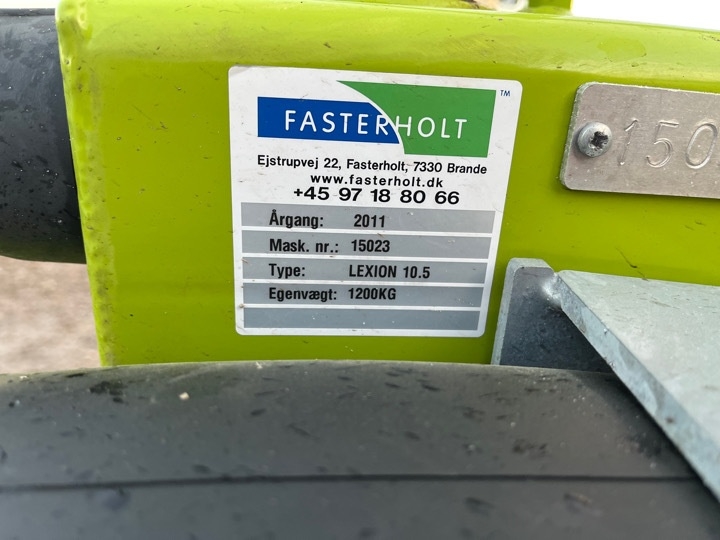 FASTERHOLT
TM
Ejstrupvej 22, Fasterholt, 7330 Brande
www.fasterholt.dk
+45 97 18 80 66
Årgang: 2011
Mask. nr.: 15023
Type: LEXION 10.5
Egenvægt: 1200KG
150